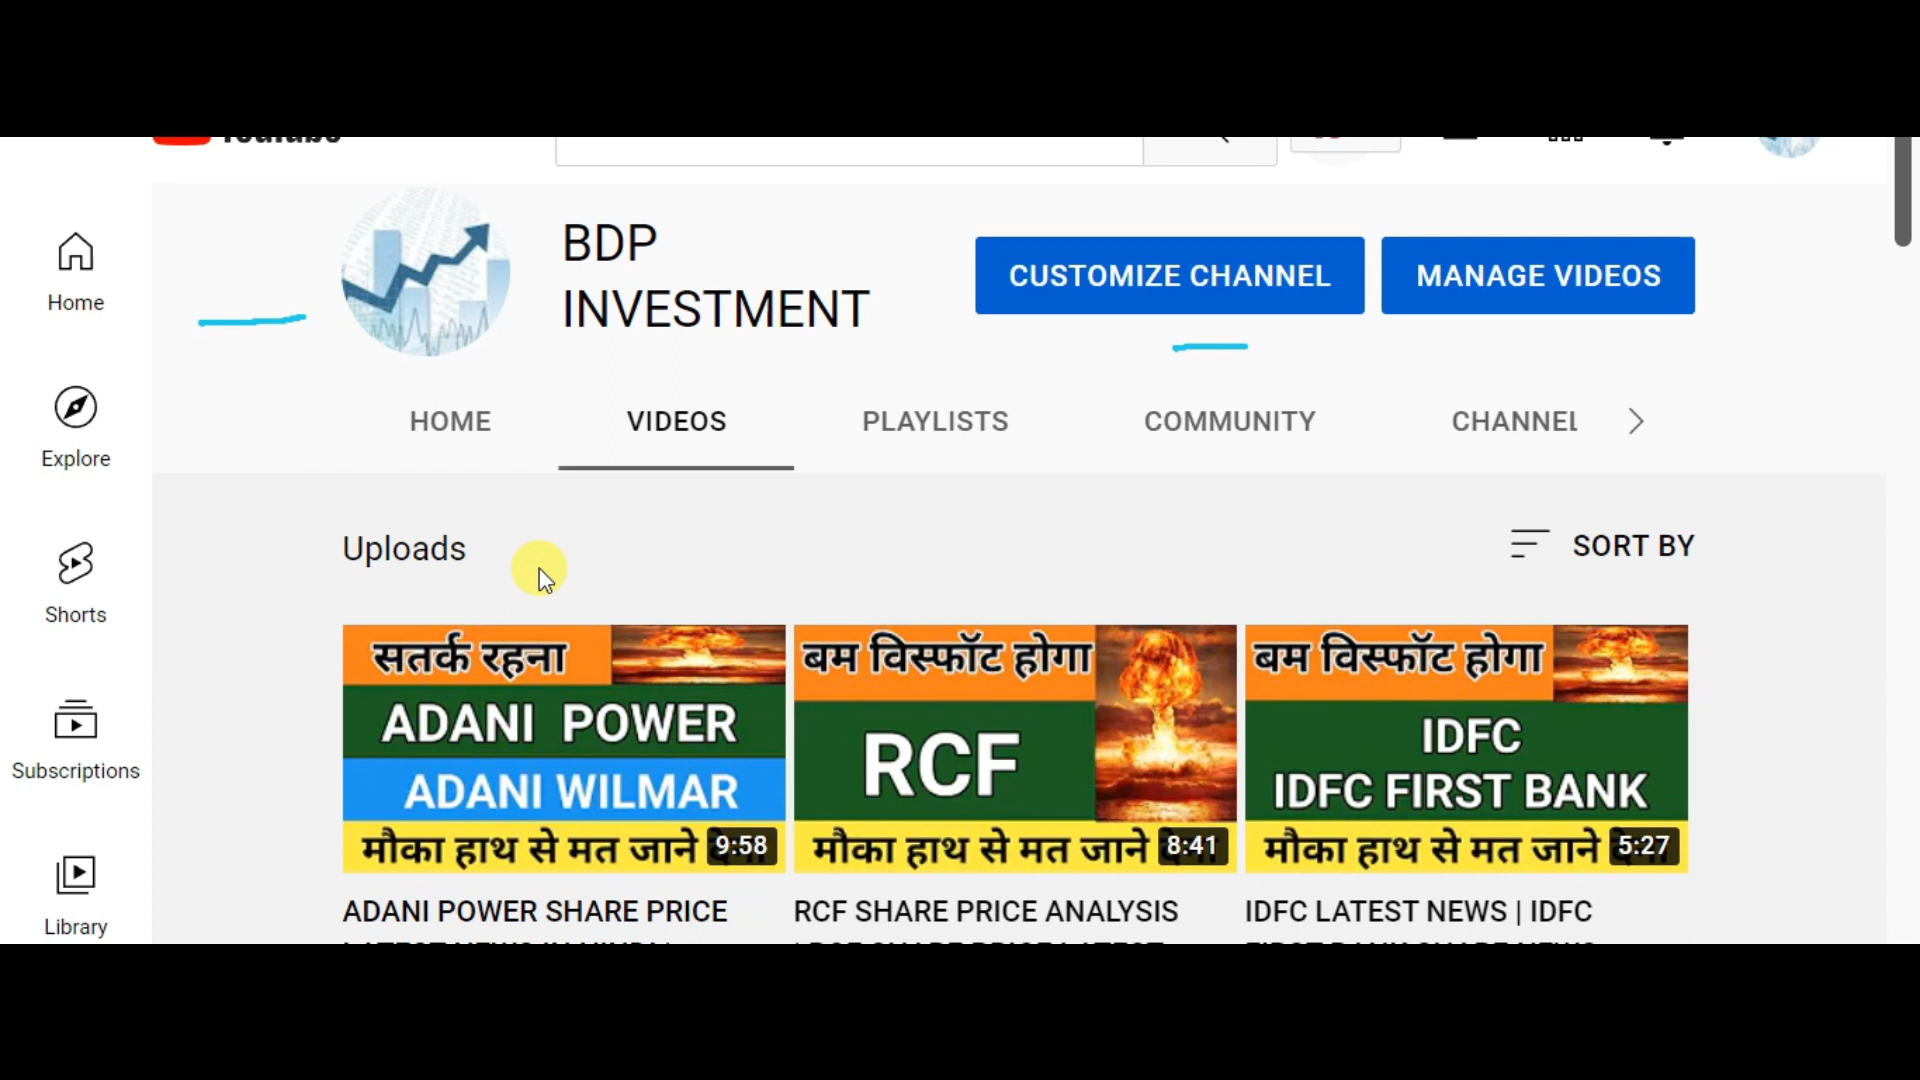 YouTube
BDP
INVESTMENT
CUSTOMIZE CHANNEL
MANAGE VIDEOS
Home
Explore
Shorts
Subscriptions
Library
HOME
VIDEOS
PLAYLISTS
COMMUNITY
CHANNEL
Uploads
SORT BY
सतर्क रहना
ADANI POWER
ADANI WILMAR
मौका हाथ से मत जाने
9:58
ADANI POWER SHARE PRICE
बम विस्फॉट होगा
RCF
मौका हाथ से मत जाने
8:41
RCF SHARE PRICE ANALYSIS
बम विस्फॉट होगा
IDFC
IDFC FIRST BANK
मौका हाथ से मत जाने
5:27
IDFC LATEST NEWS | IDFC